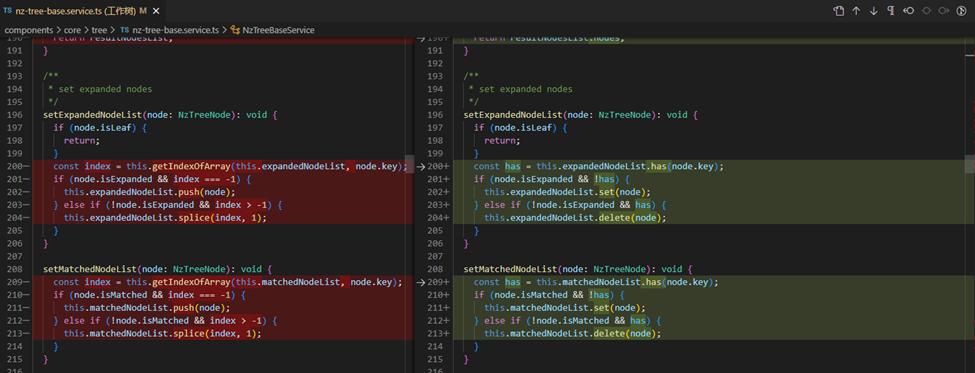 TS nz-tree-base.service.ts (工作树) M
components > core > tree > TS nz-tree-base.service.ts > NzTreeBaseService
190 return resultNodesList;
191 }
192
193 /**
194 * set expanded nodes
195 */
196 setExpandedNodeList(node: NzTreeNode): void {
197 if (node.isLeaf) {
198 return;
199 }
200 const index = this.getIndexOfArray(this.expandedNodeList, node.key);
201 if (node.isExpanded && index === -1) {
202 this.expandedNodeList.push(node);
203 } else if (!node.isExpanded && index > -1) {
204 this.expandedNodeList.splice(index, 1);
205 }
206 }
207
208 setMatchedNodeList(node: NzTreeNode): void {
209 const index = this.getIndexOfArray(this.matchedNodeList, node.key);
210 if (node.isMatched && index === -1) {
211 this.matchedNodeList.push(node);
212 } else if (!node.isMatched && index > -1) {
213 this.matchedNodeList.splice(index, 1);
214 }
215 }
216
190+ return resultNodesList.nodes;
191 }
192
193 /**
194 * set expanded nodes
195 */
196 setExpandedNodeList(node: NzTreeNode): void {
197 if (node.isLeaf) {
198 return;
199 }
200+ const has = this.expandedNodeList.has(node.key);
201+ if (node.isExpanded && !has) {
202+ this.expandedNodeList.set(node);
203+ } else if (!node.isExpanded && has) {
204+ this.expandedNodeList.delete(node);
205 }
206 }
207
208 setMatchedNodeList(node: NzTreeNode): void {
209+ const has = this.matchedNodeList.has(node.key);
210+ if (node.isMatched && !has) {
211+ this.matchedNodeList.set(node);
212+ } else if (!node.isMatched && has) {
213+ this.matchedNodeList.delete(node);
214 }
215 }
216